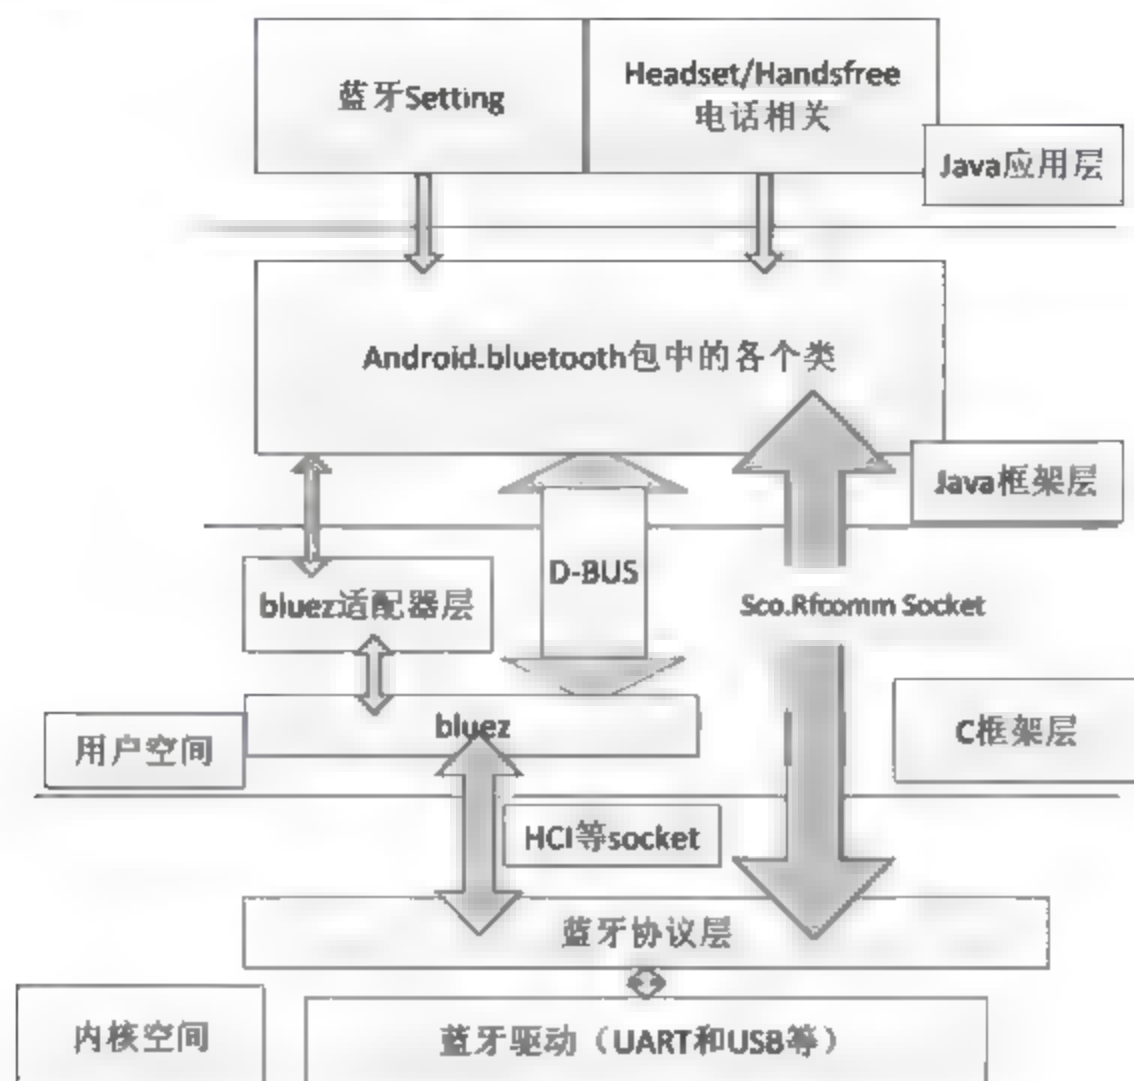 蓝牙Setting
Headset/Handsfree
电话相关
Java应用层
Android.bluetooth包中的各个类
Java框架层
D-BUS
bluez适配器层
Sco.Rfcomm Socket
bluez
C框架层
用户空间
HCI等socket
蓝牙协议层
内核空间
蓝牙驱动（UART和USB等）